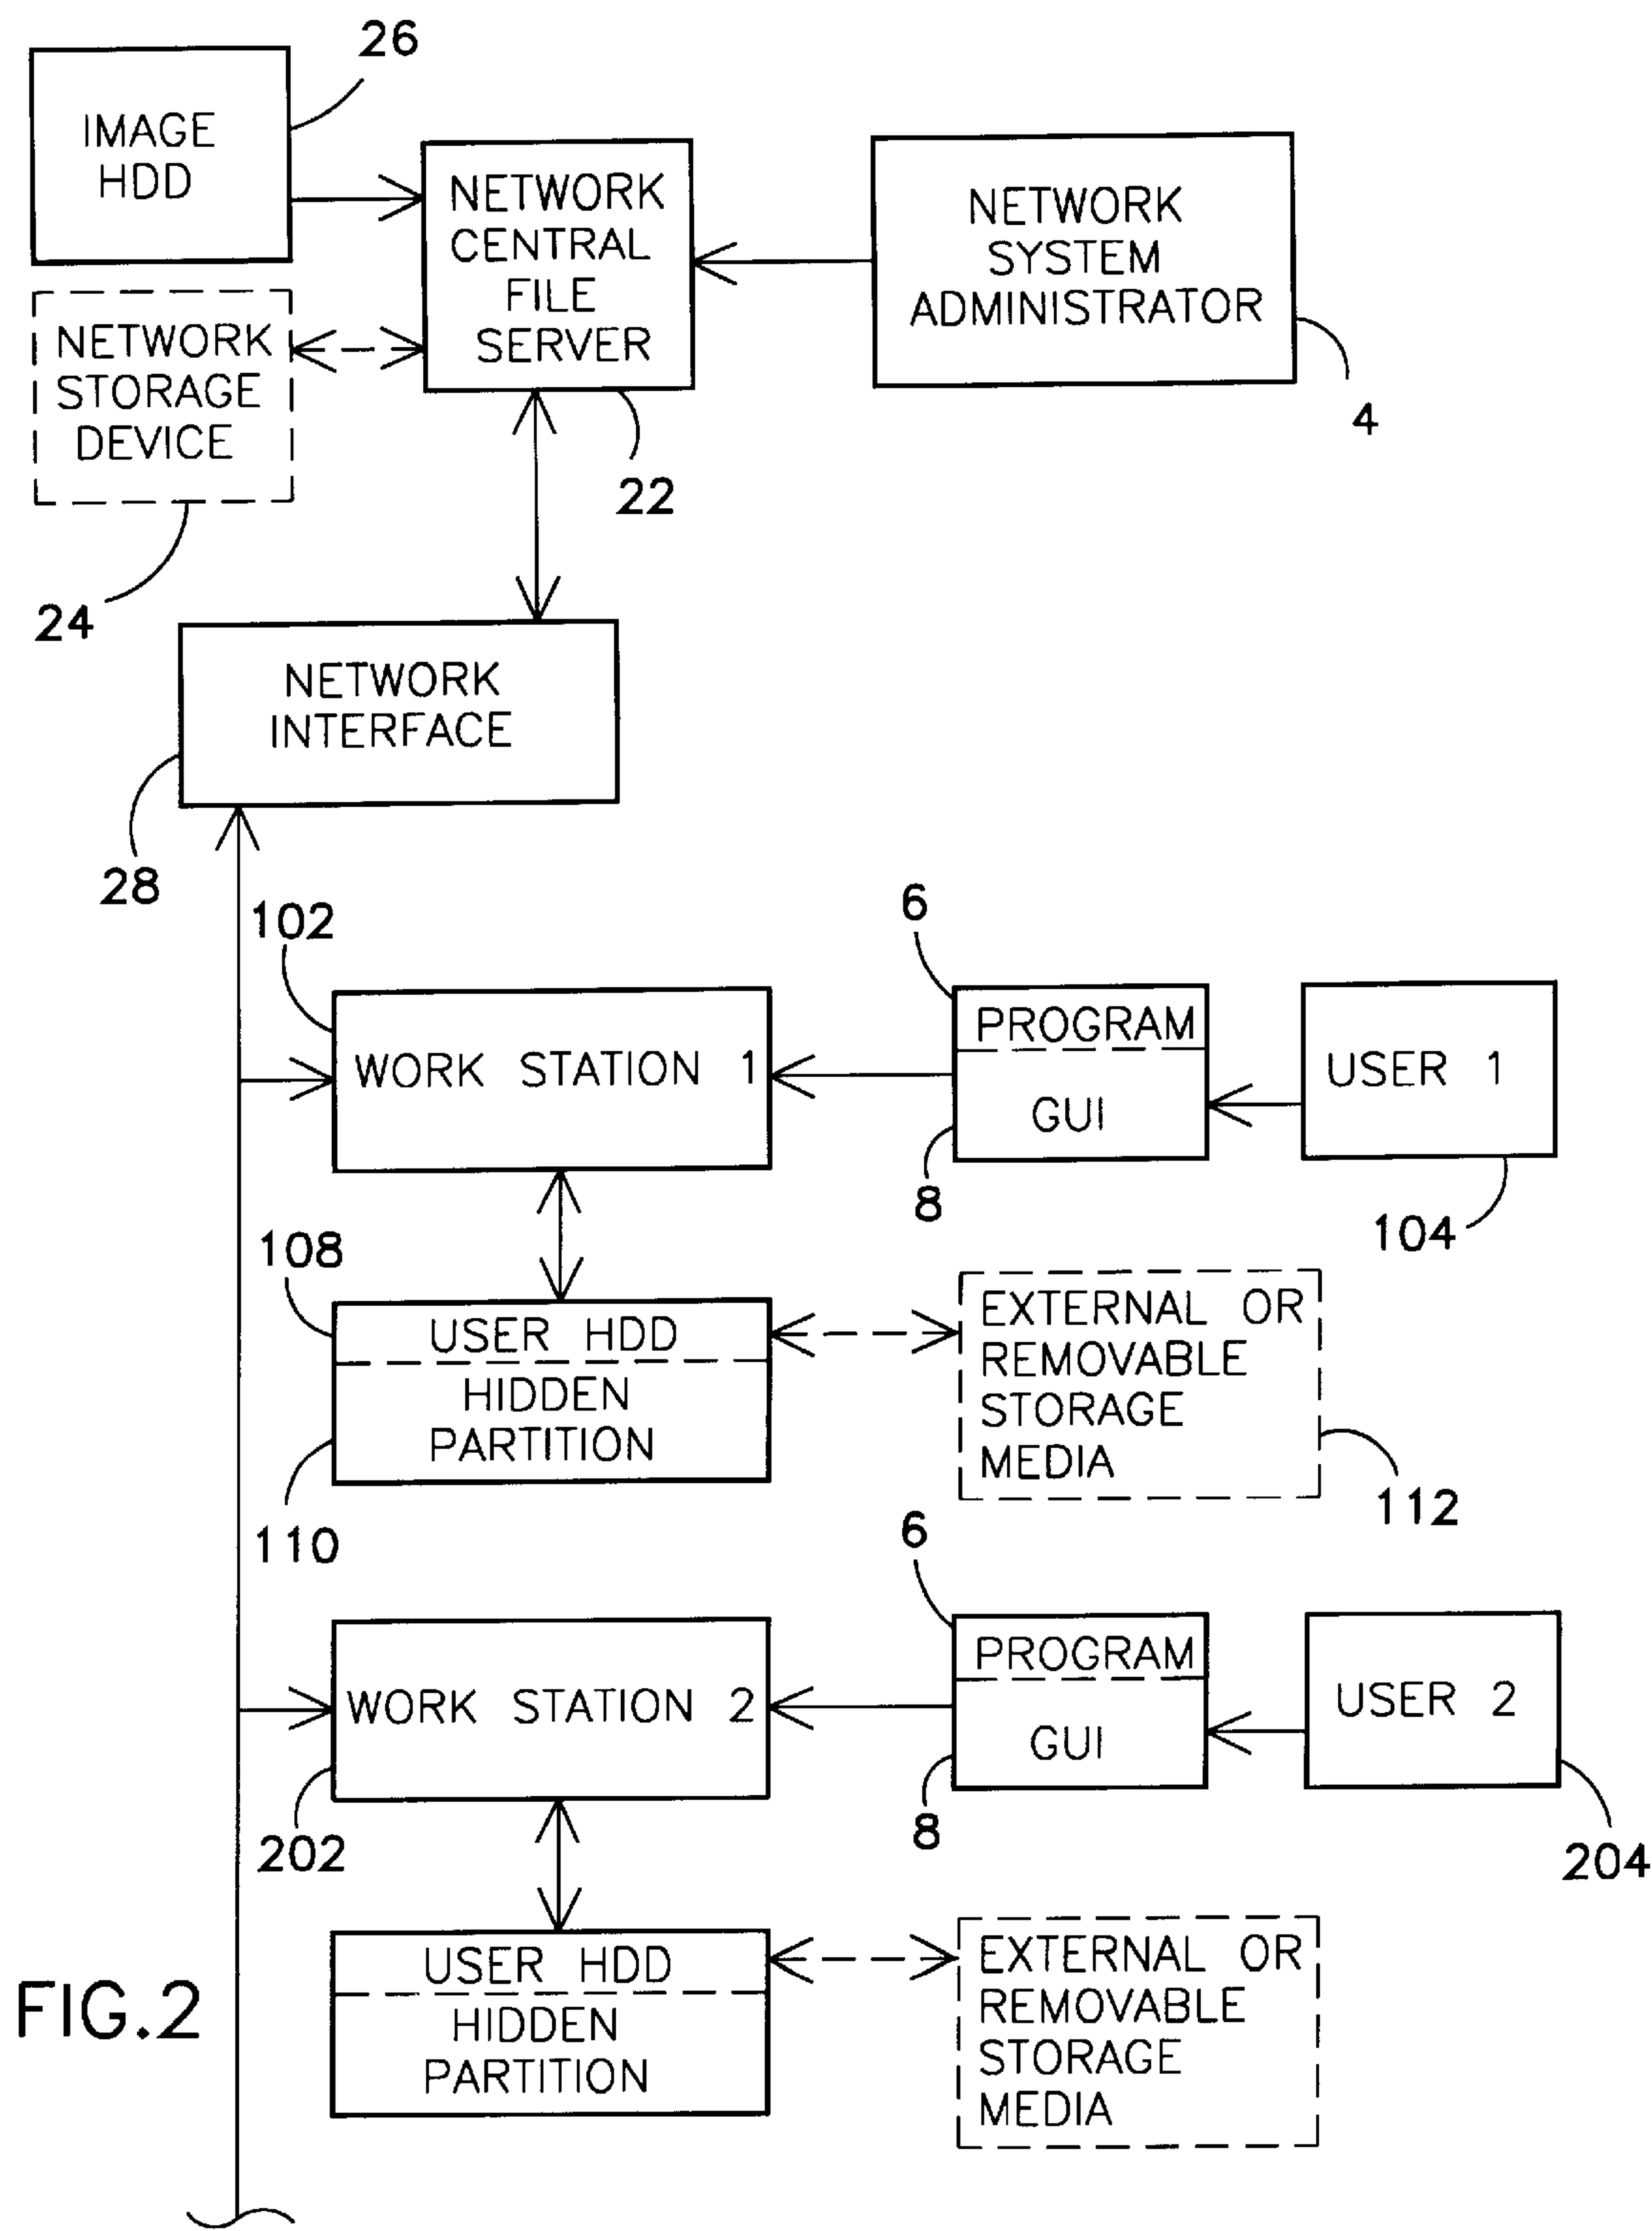 26
IMAGE
HDD
NETWORK
CENTRAL
FILE
SERVER
NETWORK
SYSTEM
ADMINISTRATOR
4
NETWORK
STORAGE
DEVICE
22
24
NETWORK
INTERFACE
28
102
6
WORK STATION 1
PROGRAM
GUI
USER 1
8
104
108
USER HDD
HIDDEN
PARTITION
EXTERNAL OR
REMOVABLE
STORAGE
MEDIA
110
112
6
WORK STATION 2
PROGRAM
GUI
USER 2
8
202
204
USER HDD
HIDDEN
PARTITION
EXTERNAL OR
REMOVABLE
STORAGE
MEDIA
FIG.2